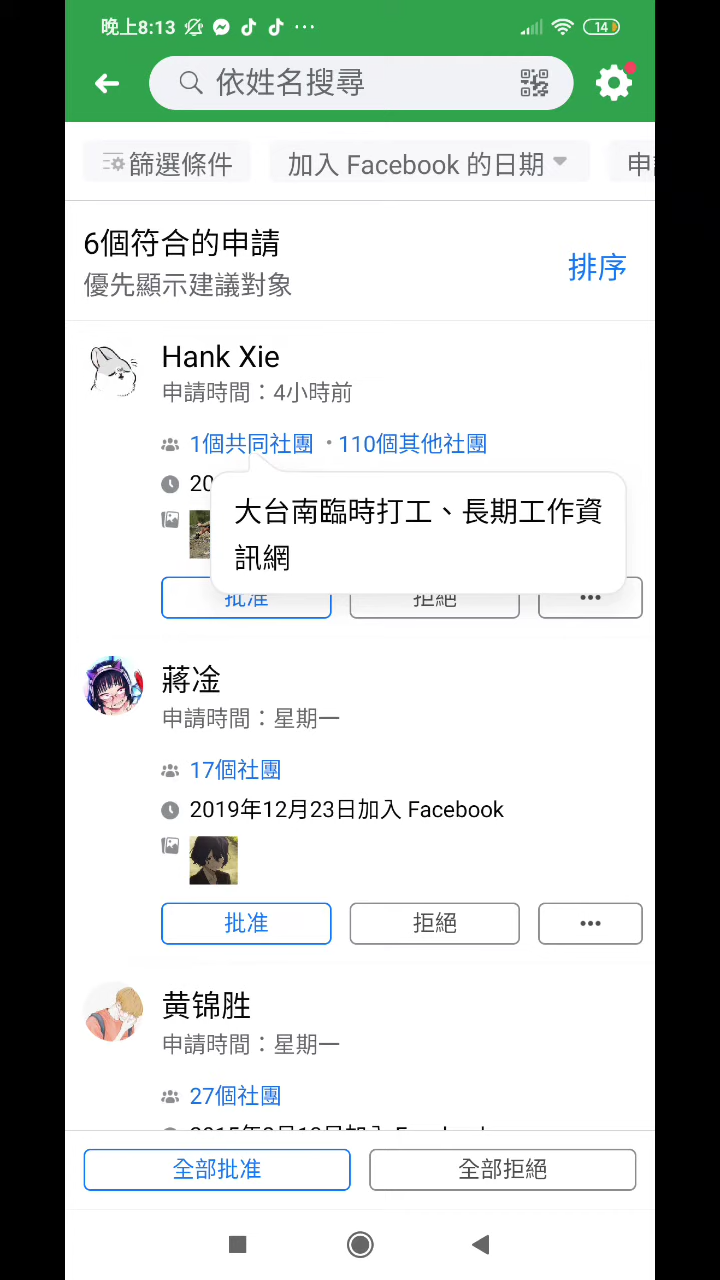 晚上8:13 ···
14
依姓名搜尋
篩選條件 加入 Facebook 的日期
6個符合的申請
優先顯示建議對象
排序
Hank Xie
申請時間：4小時前
1個共同社團 · 110個其他社團
20
大台南臨時打工、長期工作資
訊網
批准 拒絕 •••
蔣凎
申請時間：星期一
17個社團
2019年12月23日加入 Facebook
批准 拒絕 •••
黄锦胜
申請時間：星期一
27個社團
全部批准 全部拒絕